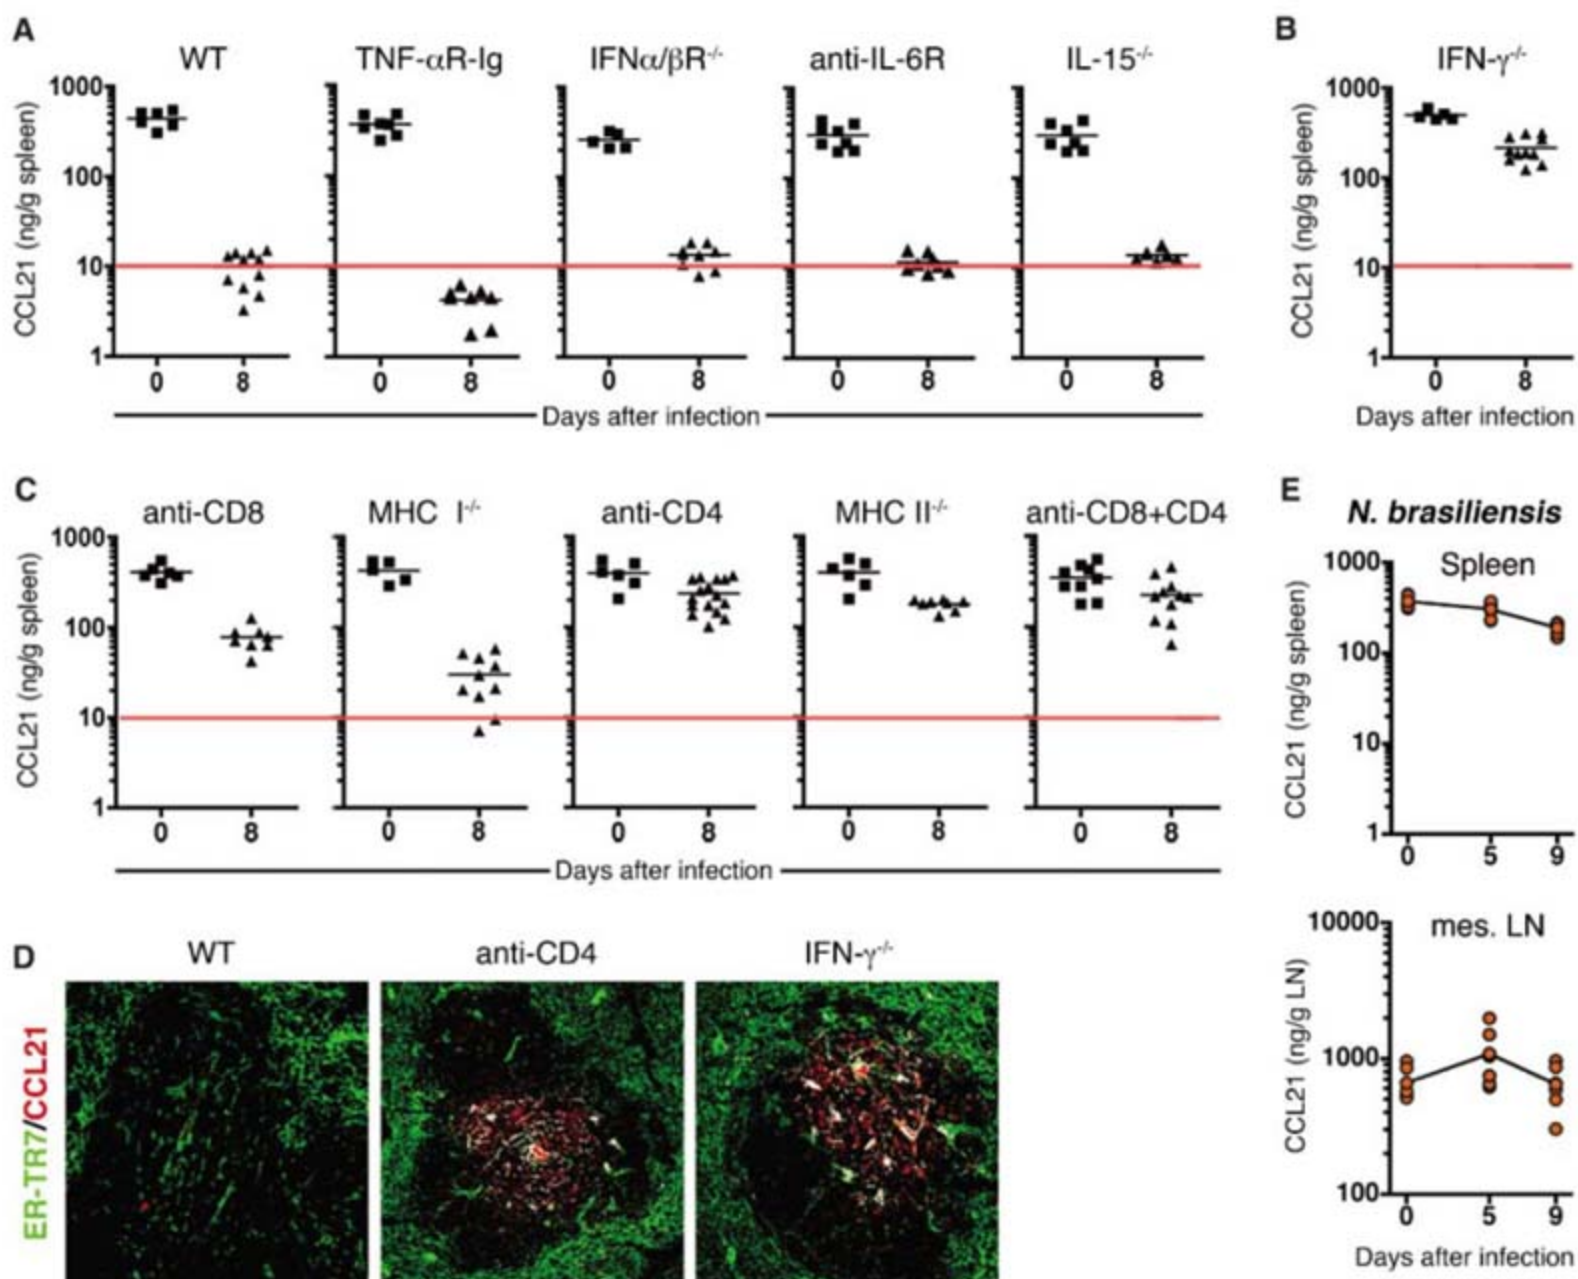 A
WT
TNF-αR-Ig
IFNα/βR-/-
anti-IL-6R
IL-15-/-
CCL21 (ng/g spleen)
1000
100
10
1
0 8
0 8
0 8
0 8
0 8
Days after infection
B
IFN-γ-/-
CCL21 (ng/g spleen)
1000
100
10
1
0 8
Days after infection
C
anti-CD8
MHC I-/-
anti-CD4
MHC II-/-
anti-CD8+CD4
CCL21 (ng/g spleen)
1000
100
10
1
0 8
0 8
0 8
0 8
0 8
Days after infection
D
WT
anti-CD4
IFN-γ-/-
ER-TR7/CCL21
E
N. brasiliensis
Spleen
CCL21 (ng/g spleen)
1000
100
10
1
0 5 9
mes. LN
CCL21 (ng/g LN)
10000
1000
100
0 5 9
Days after infection